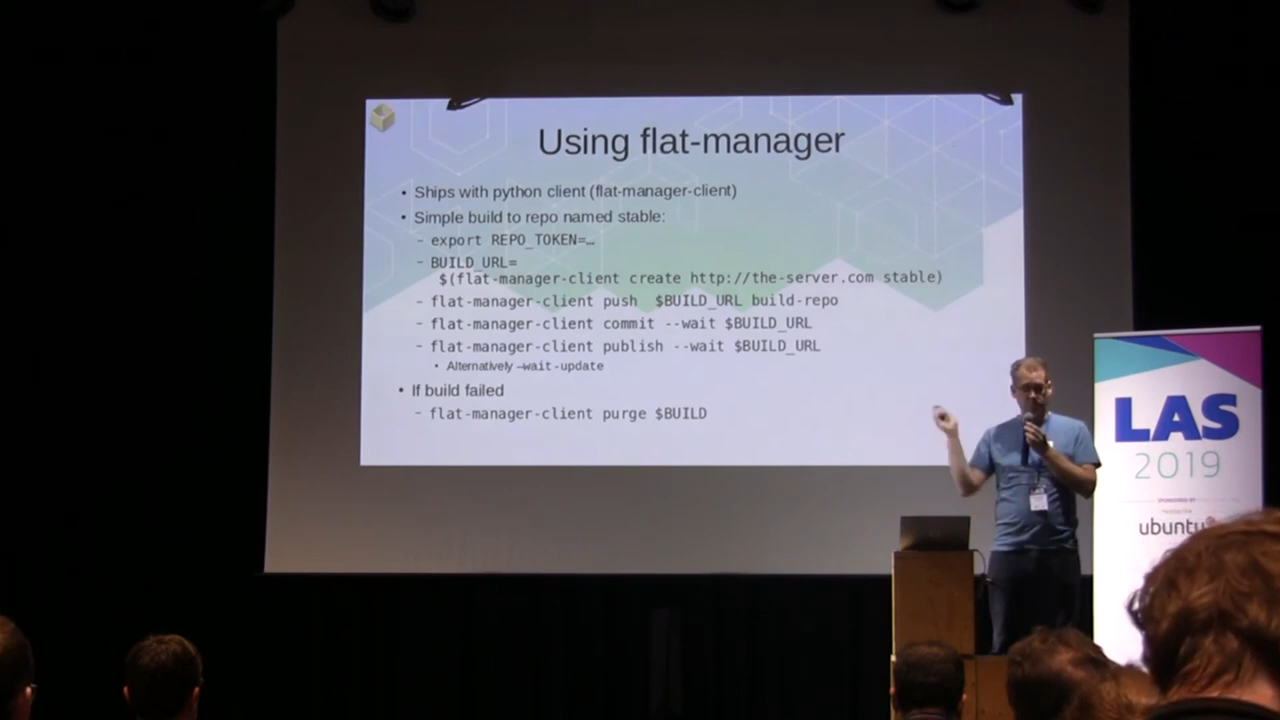 Using flat-manager
• Ships with python client (flat-manager-client)
• Simple build to repo named stable:
– export REPO_TOKEN=…
– BUILD_URL=
$(flat-manager-client create http://the-server.com stable)
– flat-manager-client push $BUILD_URL build-repo
– flat-manager-client commit --wait $BUILD_URL
– flat-manager-client publish --wait $BUILD_URL
• Alternatively –wait-update
• If build failed
– flat-manager-client purge $BUILD
LAS
2019
SPONSORED BY
ubuntu